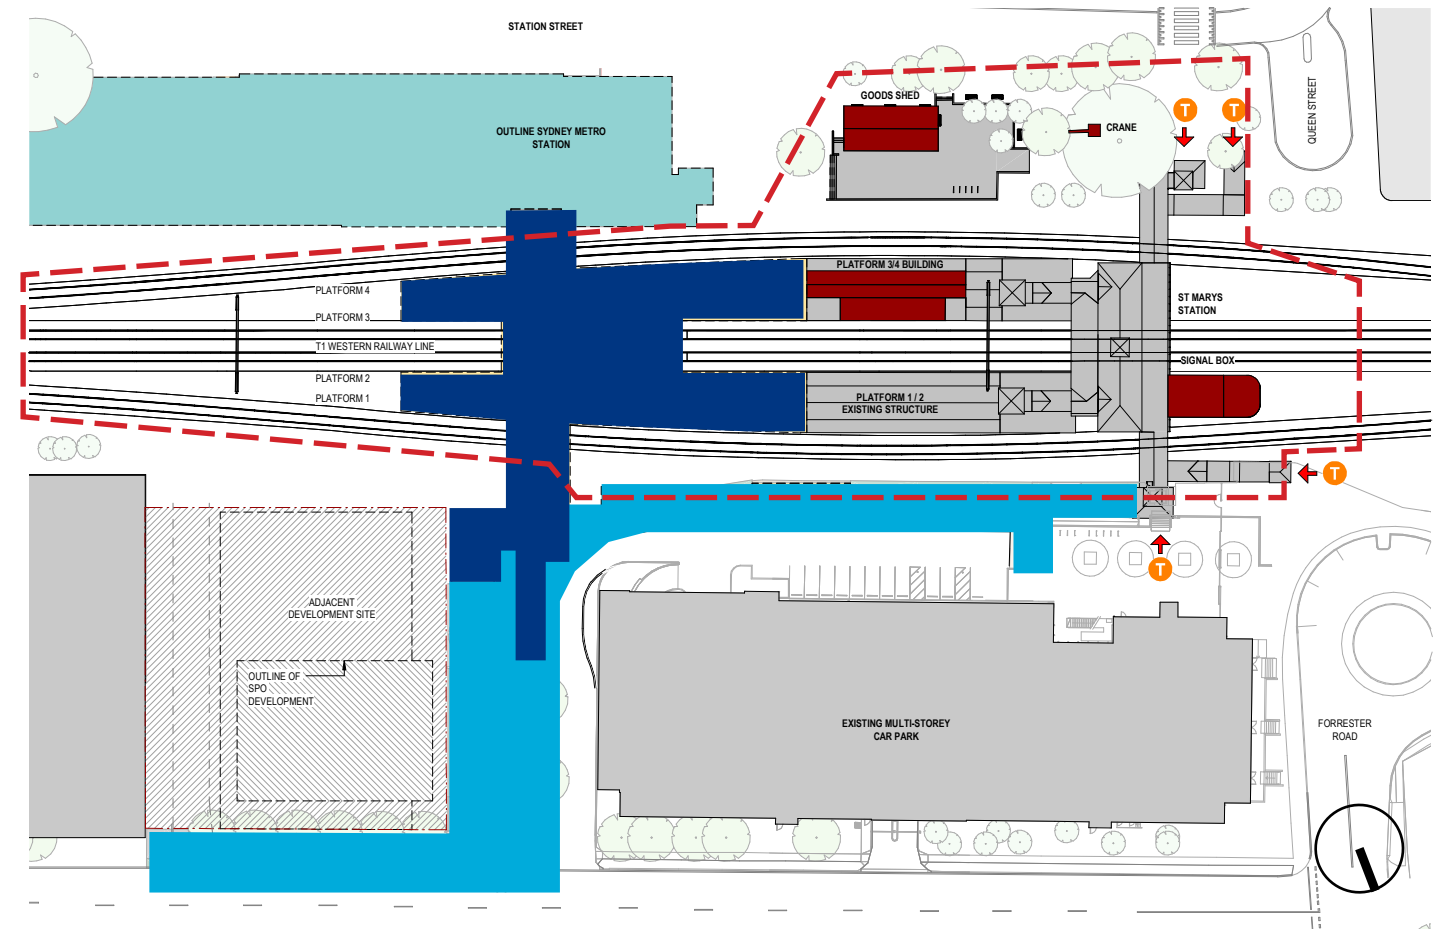 STATION STREET
GOODS SHED
T
T
QUEEN STREET
CRANE
OUTLINE SYDNEY METRO
STATION
PLATFORM 3/4 BUILDING
PLATFORM 4
ST MARYS
STATION
PLATFORM 3
T1 WESTERN RAILWAY LINE
SIGNAL BOX
PLATFORM 2
PLATFORM 1
PLATFORM 1 / 2
EXISTING STRUCTURE
T
T
ADJACENT
DEVELOPMENT SITE
OUTLINE OF
SPO
DEVELOPMENT
EXISTING MULTI-STOREY
CAR PARK
FORRESTER
ROAD